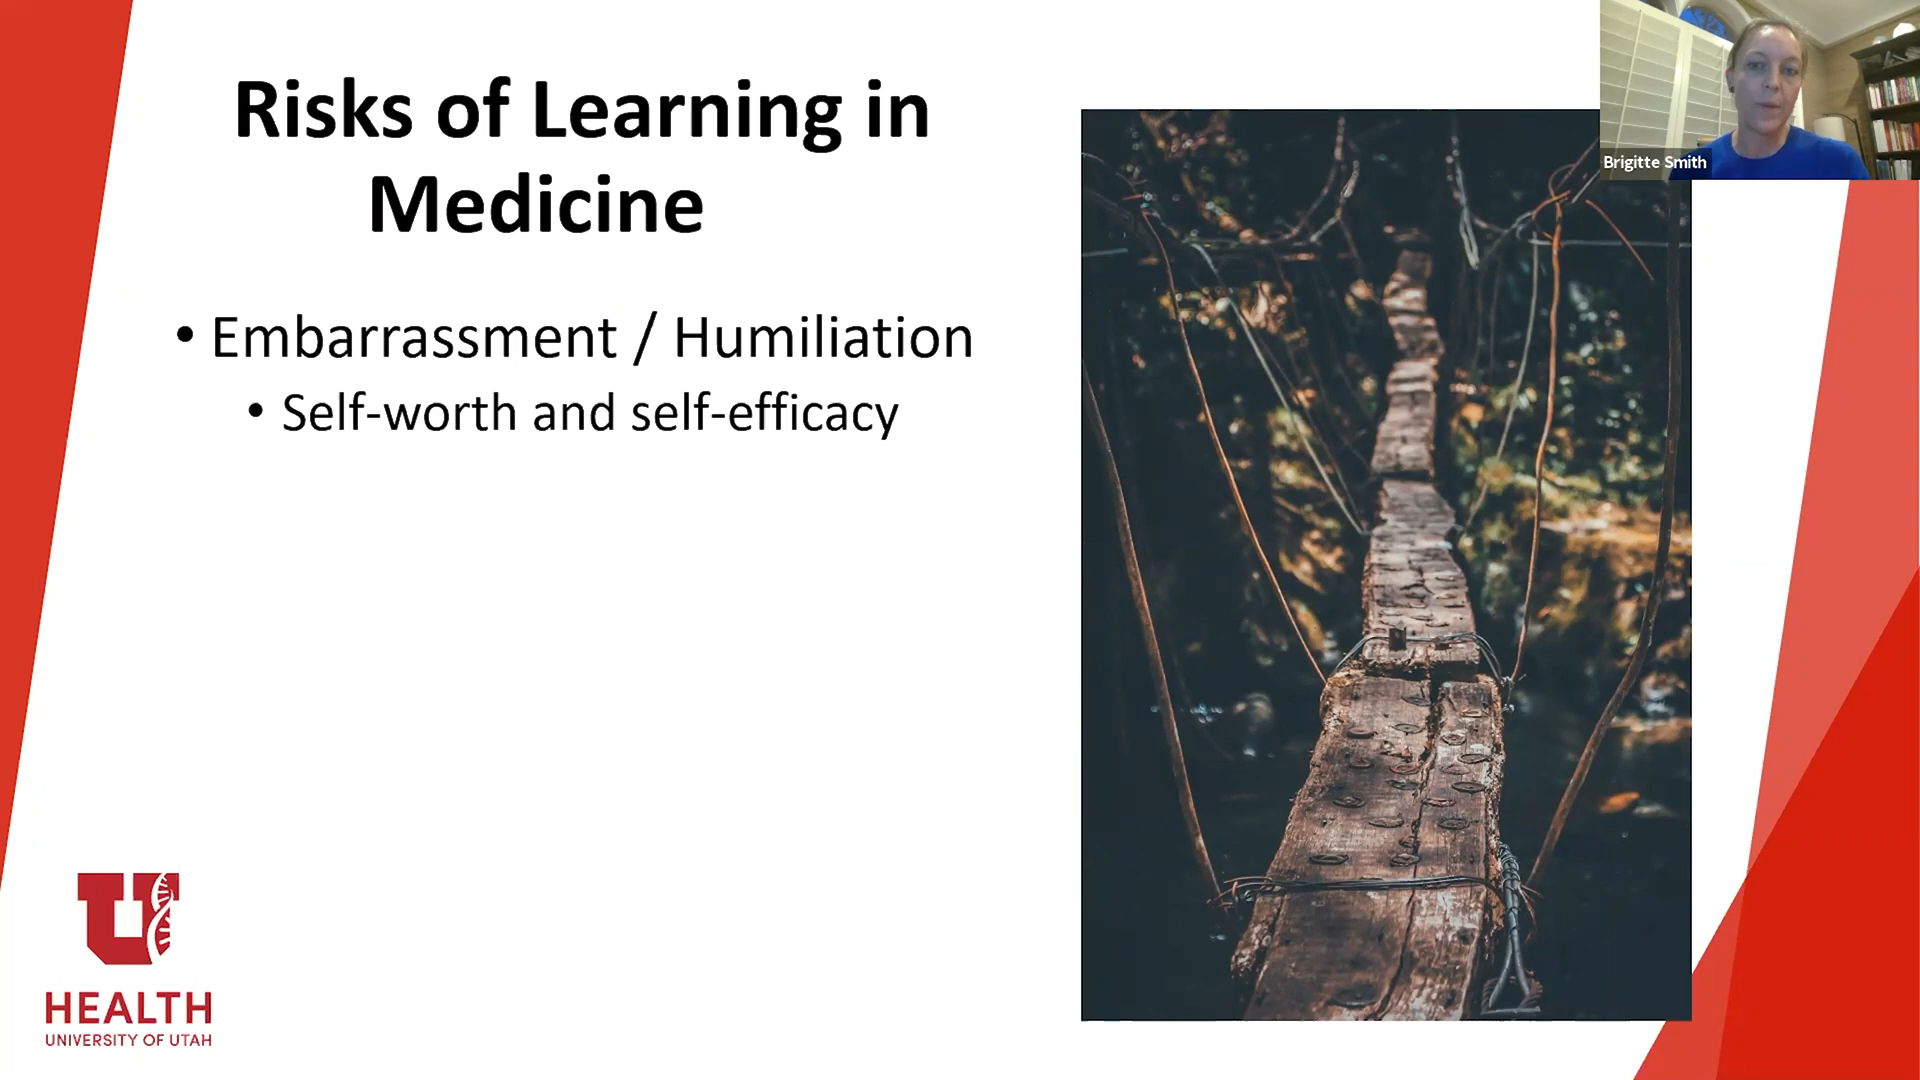 Risks of Learning in
Medicine
• Embarrassment / Humiliation
• Self-worth and self-efficacy
Brigitte Smith
U
HEALTH
UNIVERSITY OF UTAH